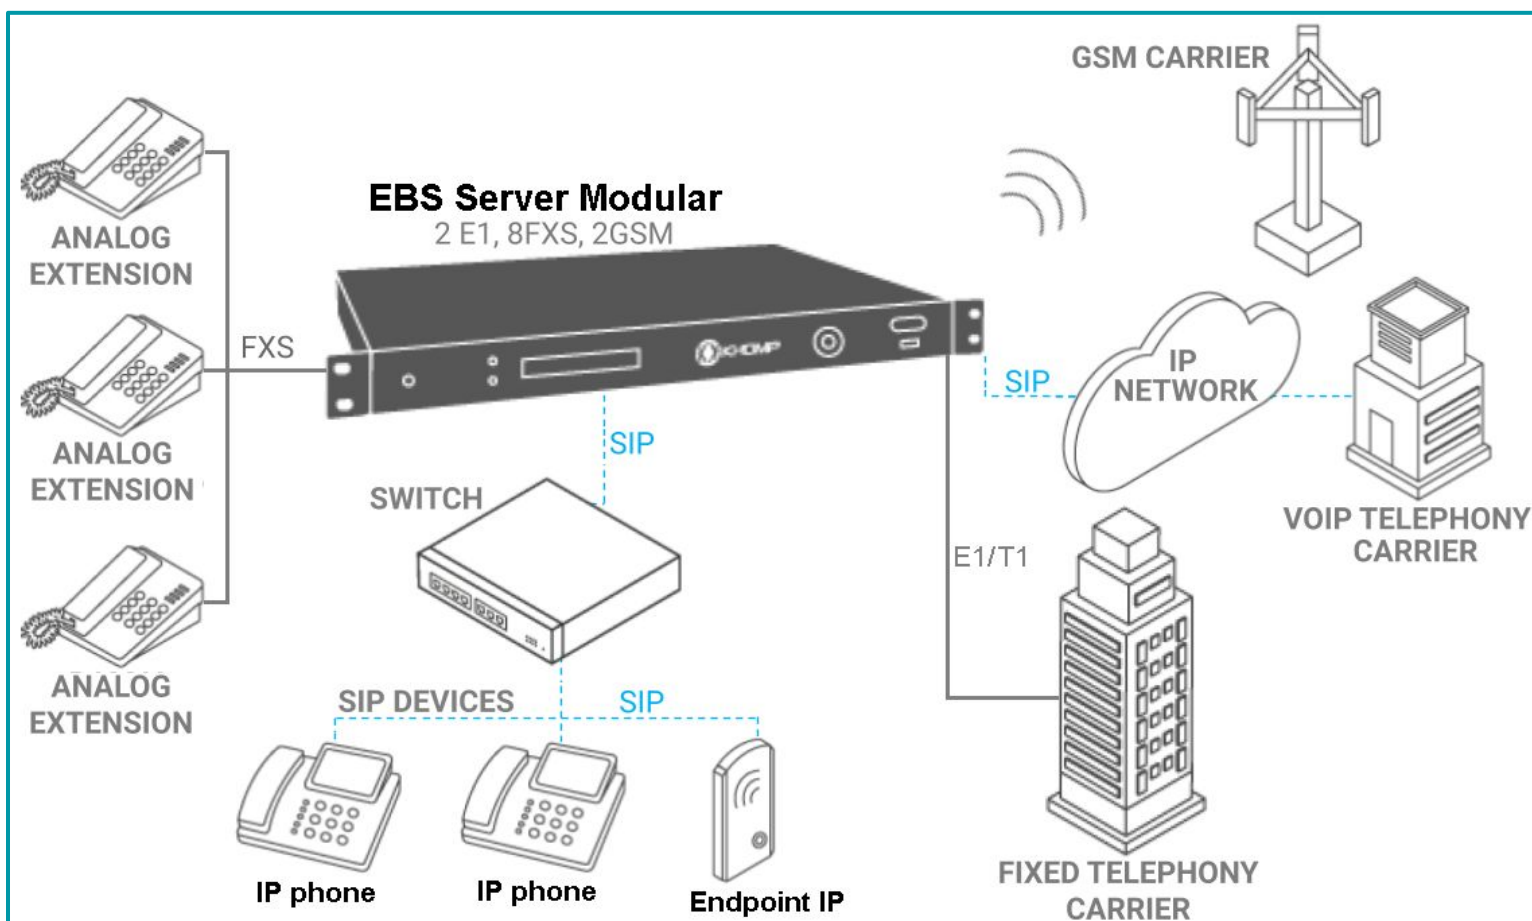 GSM CARRIER
EBS Server Modular
2 E1, 8FXS, 2GSM
ANALOG
EXTENSION
FXS
KHOMP
IP
NETWORK
SIP
ANALOG
EXTENSION
SIP
SWITCH
VOIP TELEPHONY
CARRIER
E1/T1
ANALOG
EXTENSION
SIP DEVICES
SIP
IP phone
IP phone
Endpoint IP
FIXED TELEPHONY
CARRIER